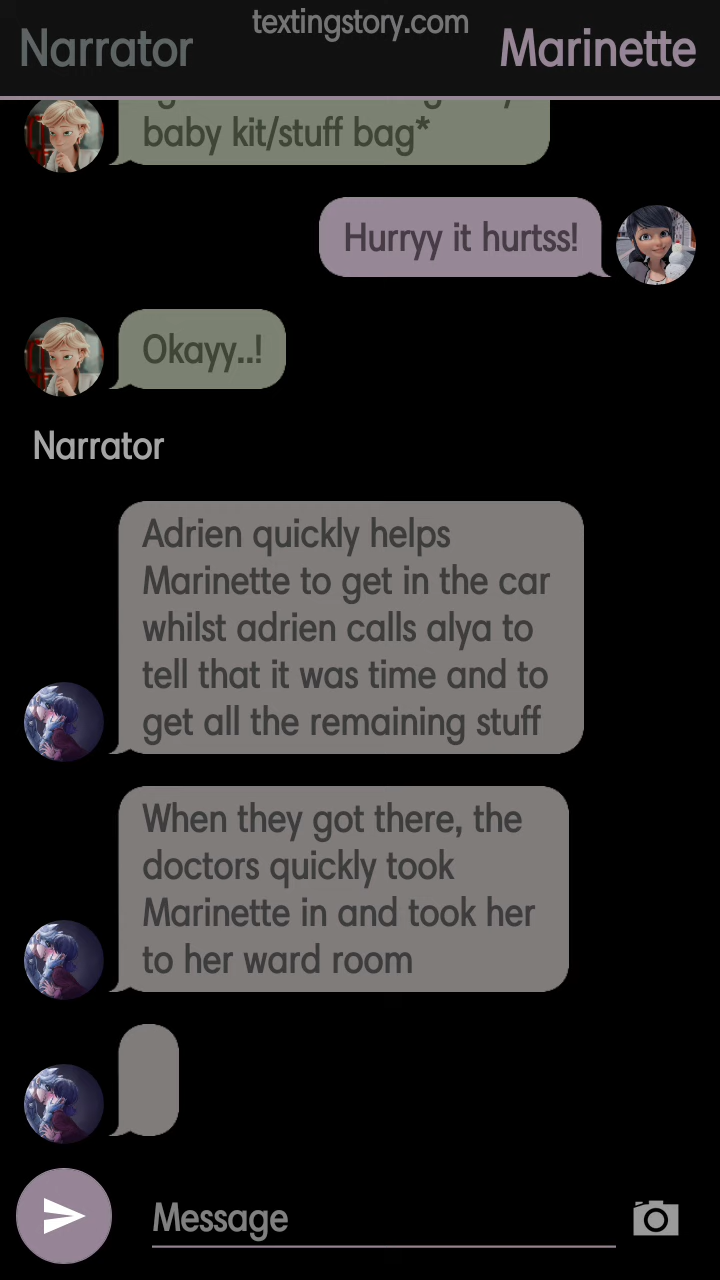 textingstory.com
Narrator
Marinette
baby kit/stuff bag*
Hurryy it hurtss!
Okayy..!
Narrator
Adrien quickly helps
Marinette to get in the car
whilst adrien calls alya to
tell that it was time and to
get all the remaining stuff
When they got there, the
doctors quickly took
Marinette in and took her
to her ward room
Message